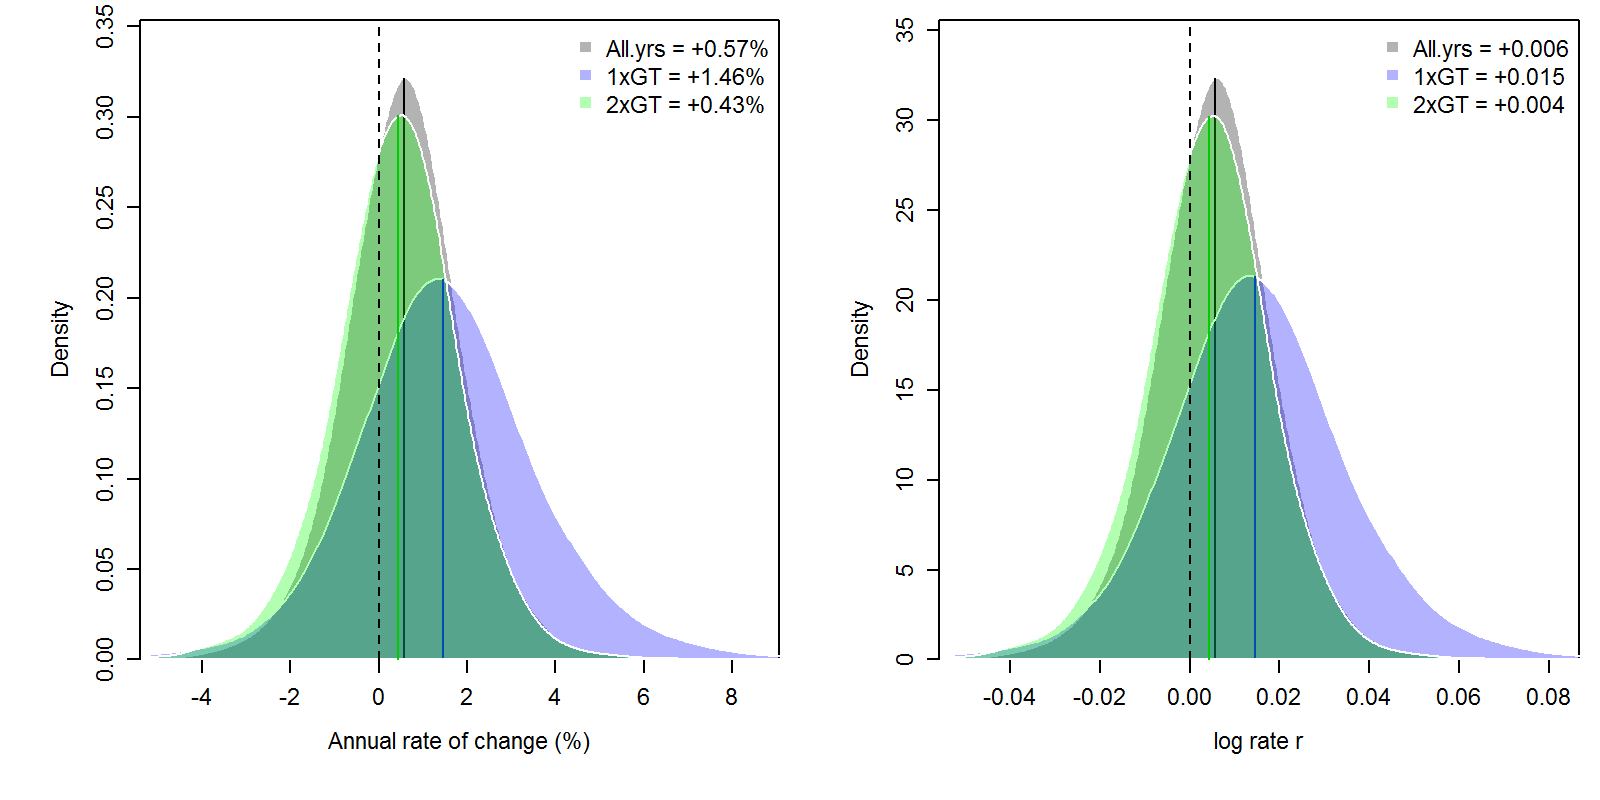 0.35
0.30
0.25
0.20
0.15
0.10
0.05
0.00
Density
All.yrs = +0.57%
1xGT = +1.46%
2xGT = +0.43%
-4 -2 0 2 4 6 8
Annual rate of change (%)
35
30
25
20
15
10
5
0
Density
All.yrs = +0.006
1xGT = +0.015
2xGT = +0.004
-0.04 -0.02 0.00 0.02 0.04 0.06 0.08
log rate r